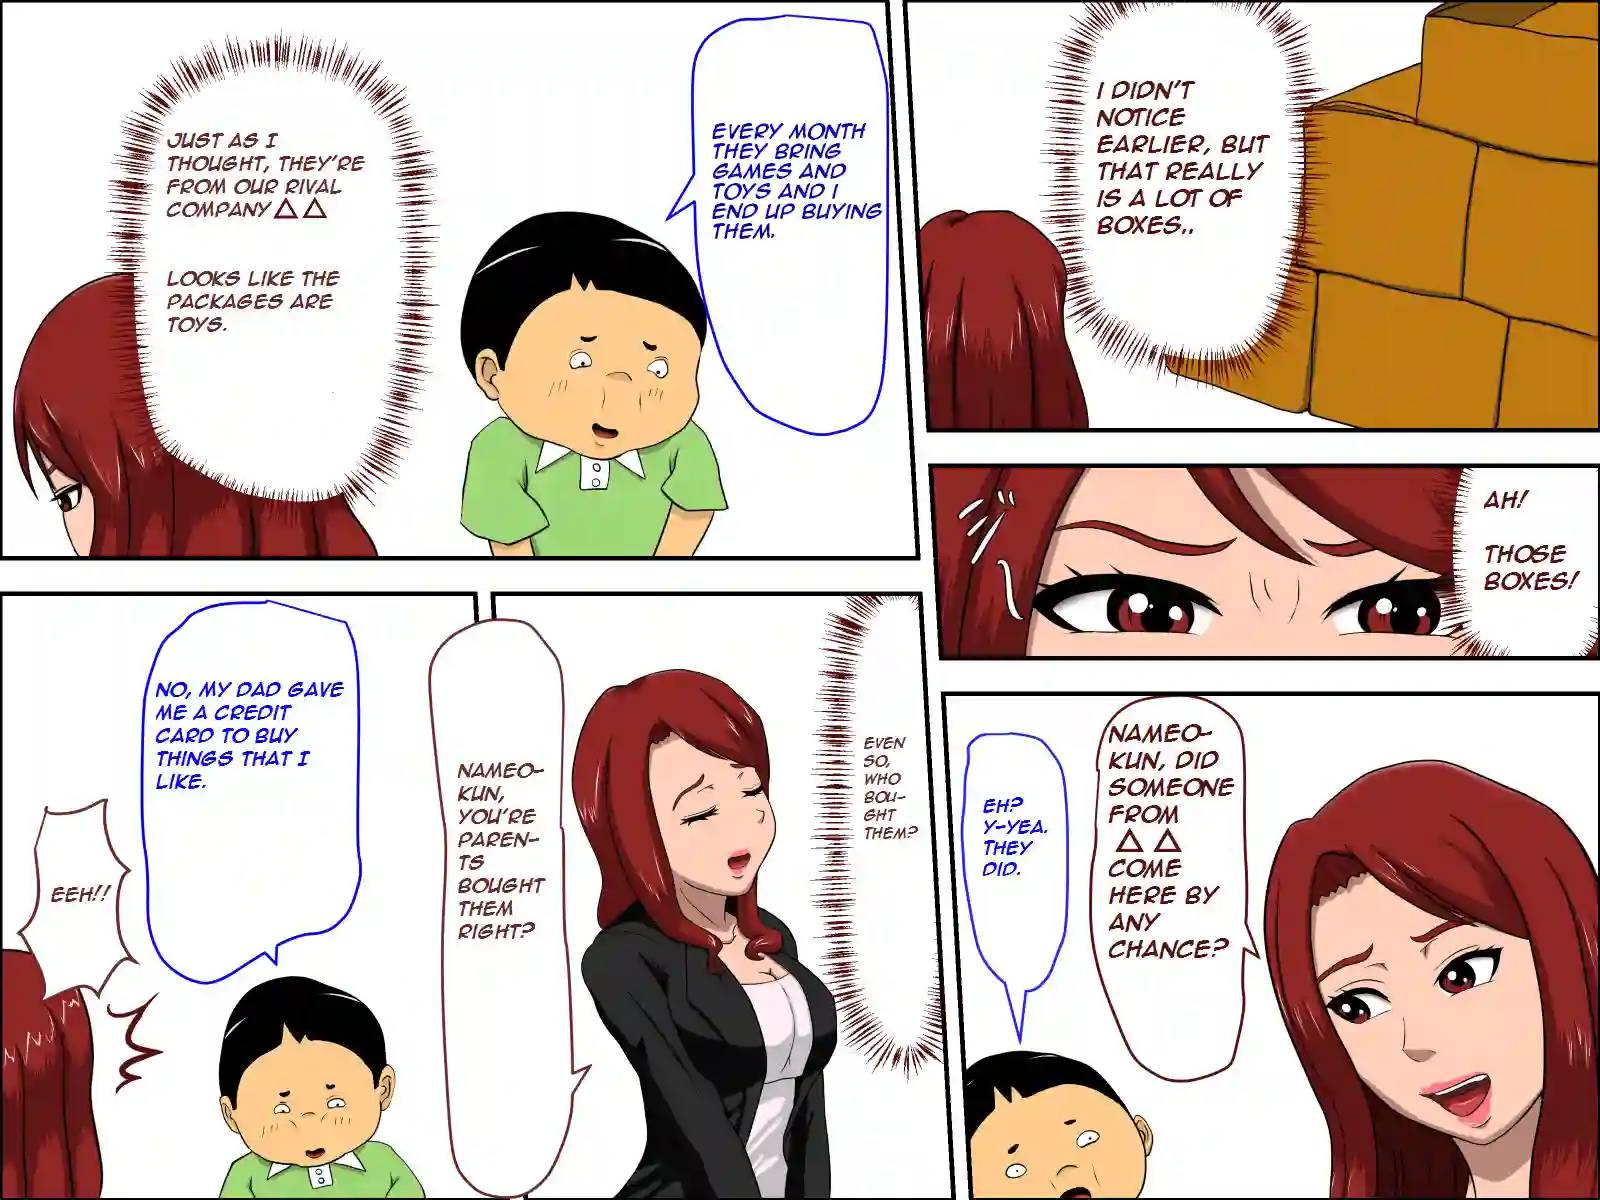 I DIDN'T
NOTICE
EARLIER, BUT
THAT REALLY
IS A LOT OF
BOXES..
AH!
THOSE
BOXES!
NAMEO-
KUN, DID
SOMEONE
FROM
△ △
COME
HERE BY
ANY
CHANCE?
EH?
Y-YEA.
THEY
DID.
EVERY MONTH
THEY BRING
GAMES AND
TOYS AND I
END UP BUYING
THEM.
JUST AS I
THOUGHT, THEY'RE
FROM OUR RIVAL
COMPANY △ △
LOOKS LIKE THE
PACKAGES ARE
TOYS.
EVEN
SO,
WHO
BOU-
GHT
THEM?
NAMEO-
KUN,
YOU'RE
PAREN-
TS
BOUGHT
THEM
RIGHT?
NO, MY DAD GAVE
ME A CREDIT
CARD TO BUY
THINGS THAT I
LIKE.
EEH!!